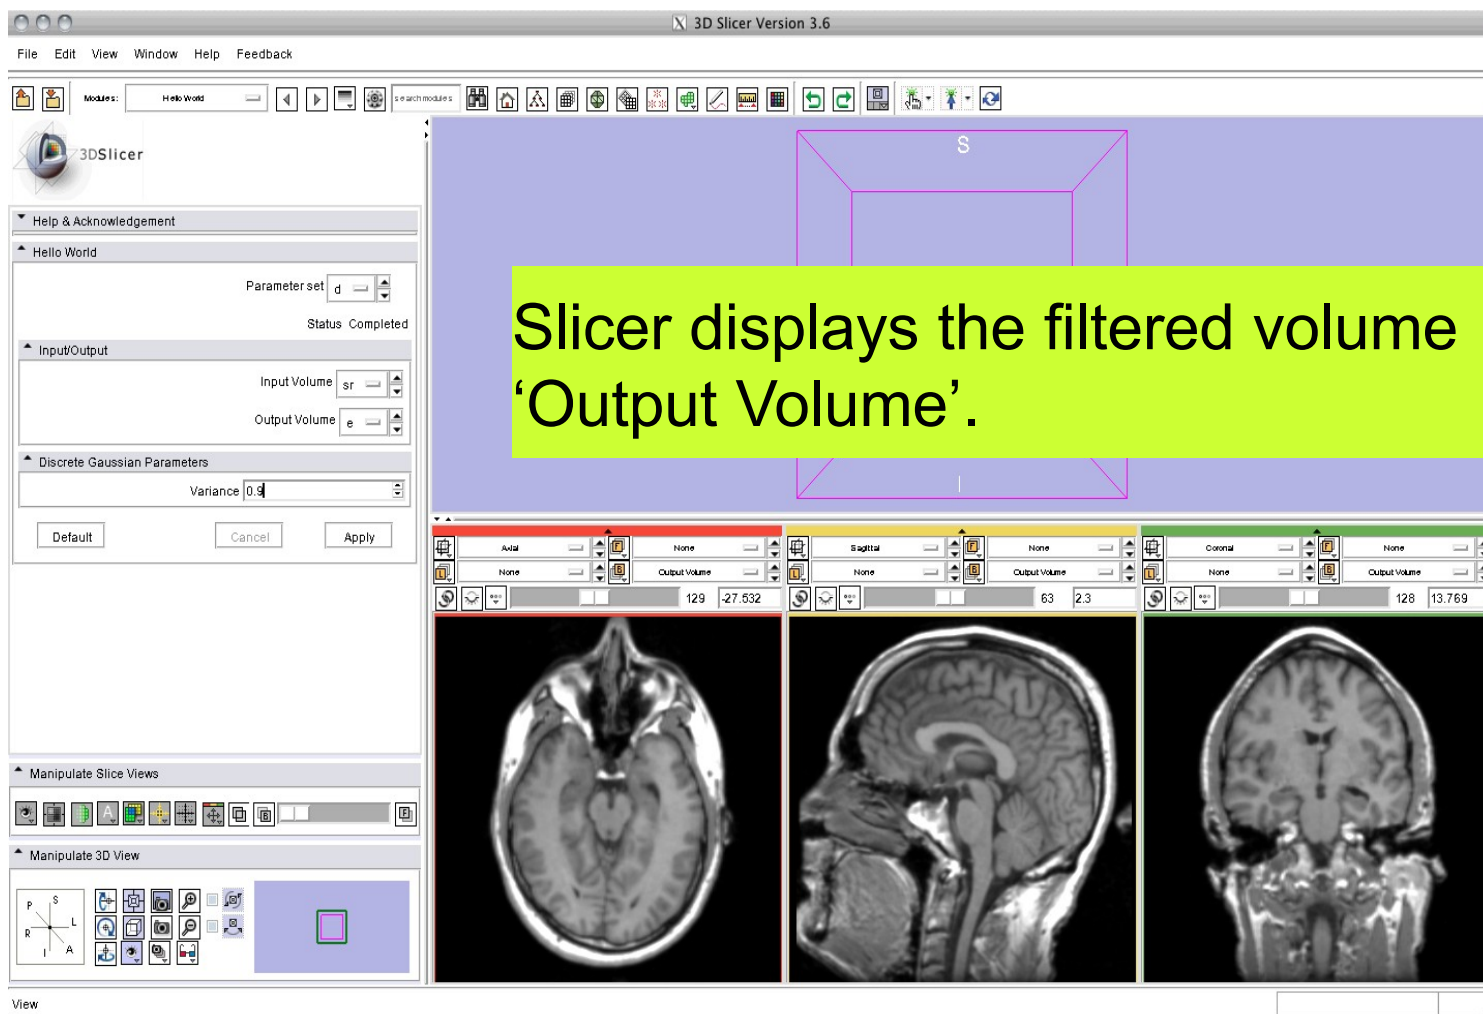 3D Slicer Version 3.6
File Edit View Window Help Feedback
Modules: Hello World search modules
3DSlicer
Help & Acknowledgement
Hello World
Parameter set d
Status Completed
Input/Output
Input Volume sr
Output Volume e
Discrete Gaussian Parameters
Variance 0.9
Default Cancel Apply
S
Slicer displays the filtered volume
‘Output Volume’.
I
Axial F None
L None B Output Volume
129 -27.532
Sagittal F None
L None B Output Volume
63 2.3
Coronal F None
L None B Output Volume
128 13.769
Manipulate Slice Views
A B F
Manipulate 3D View
P S
R L
I A
View